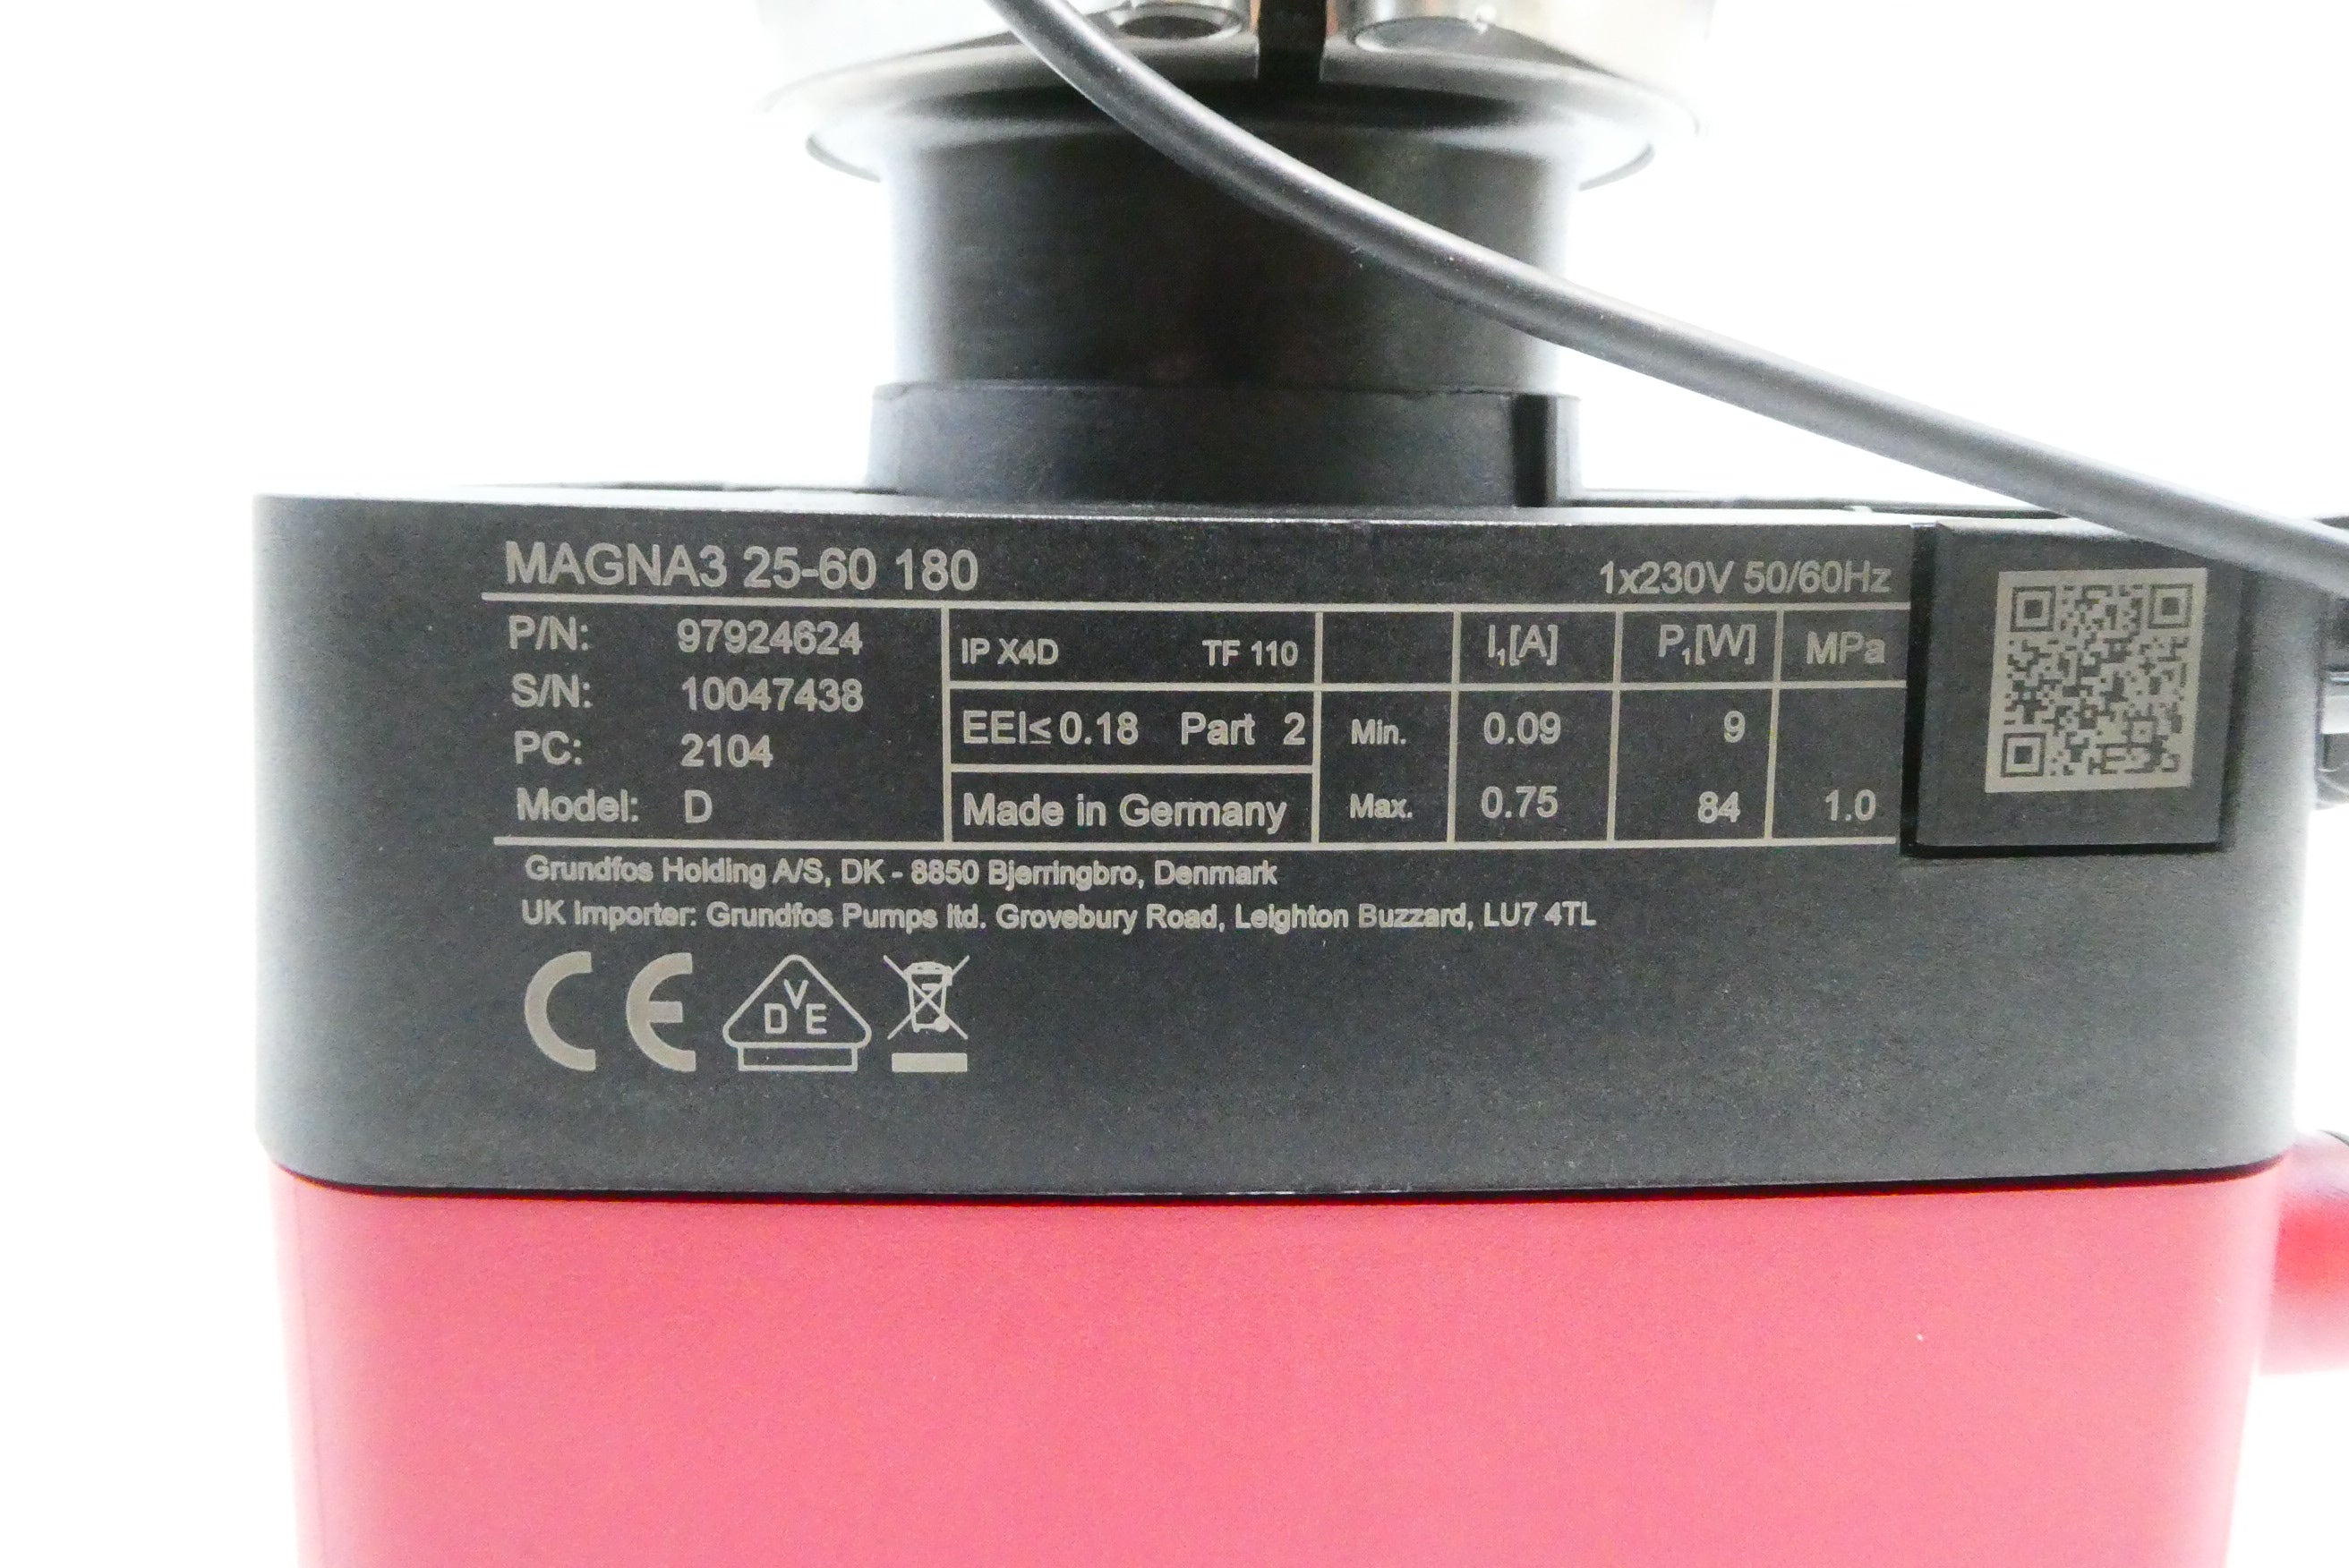 MAGNA3 25-60 180 1x230V 50/60Hz
P/N: 97924624
S/N: 10047438
PC: 2104
Model: D
IP X4D TF 110
EEI≤ 0.18 Part 2
Made in Germany
I₁[A] P₁[W] MPa
Min. 0.09 9
Max. 0.75 84 1.0
Grundfos Holding A/S, DK - 8850 Bjerringbro, Denmark
UK Importer: Grundfos Pumps ltd. Grovebury Road, Leighton Buzzard, LU7 4TL
CE DVE